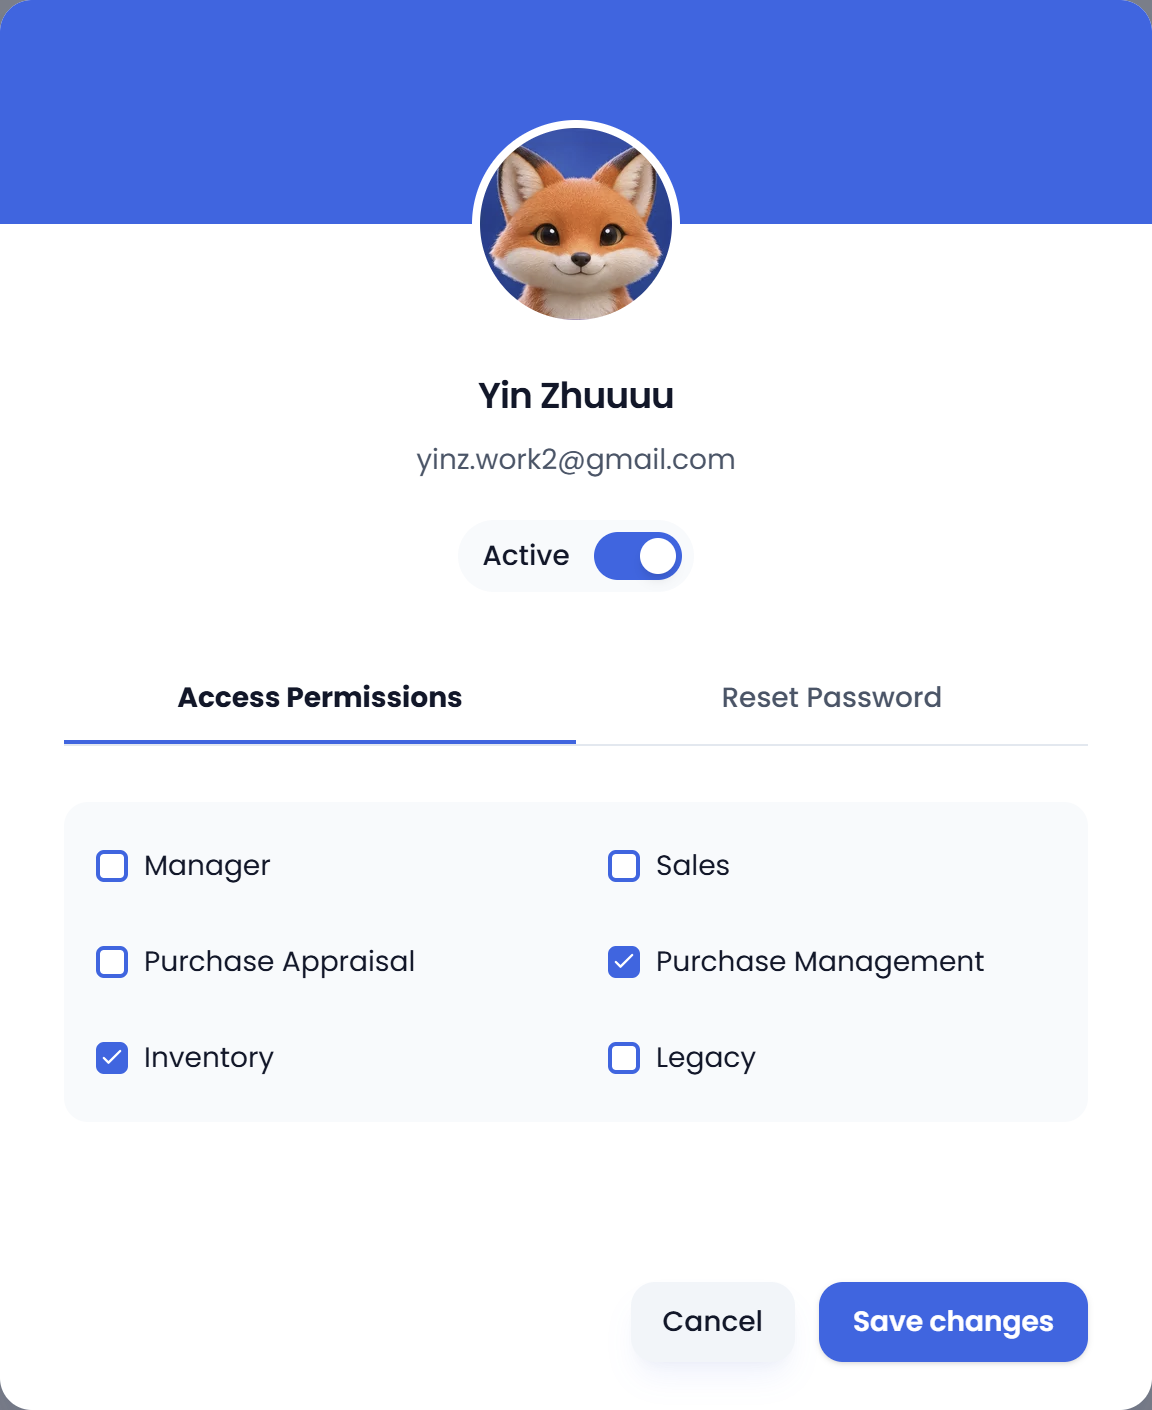 Yin Zhuuuu
yinz.work2@gmail.com
Active
Access Permissions
Reset Password
Manager
Sales
Purchase Appraisal
Purchase Management
Inventory
Legacy
Cancel
Save changes